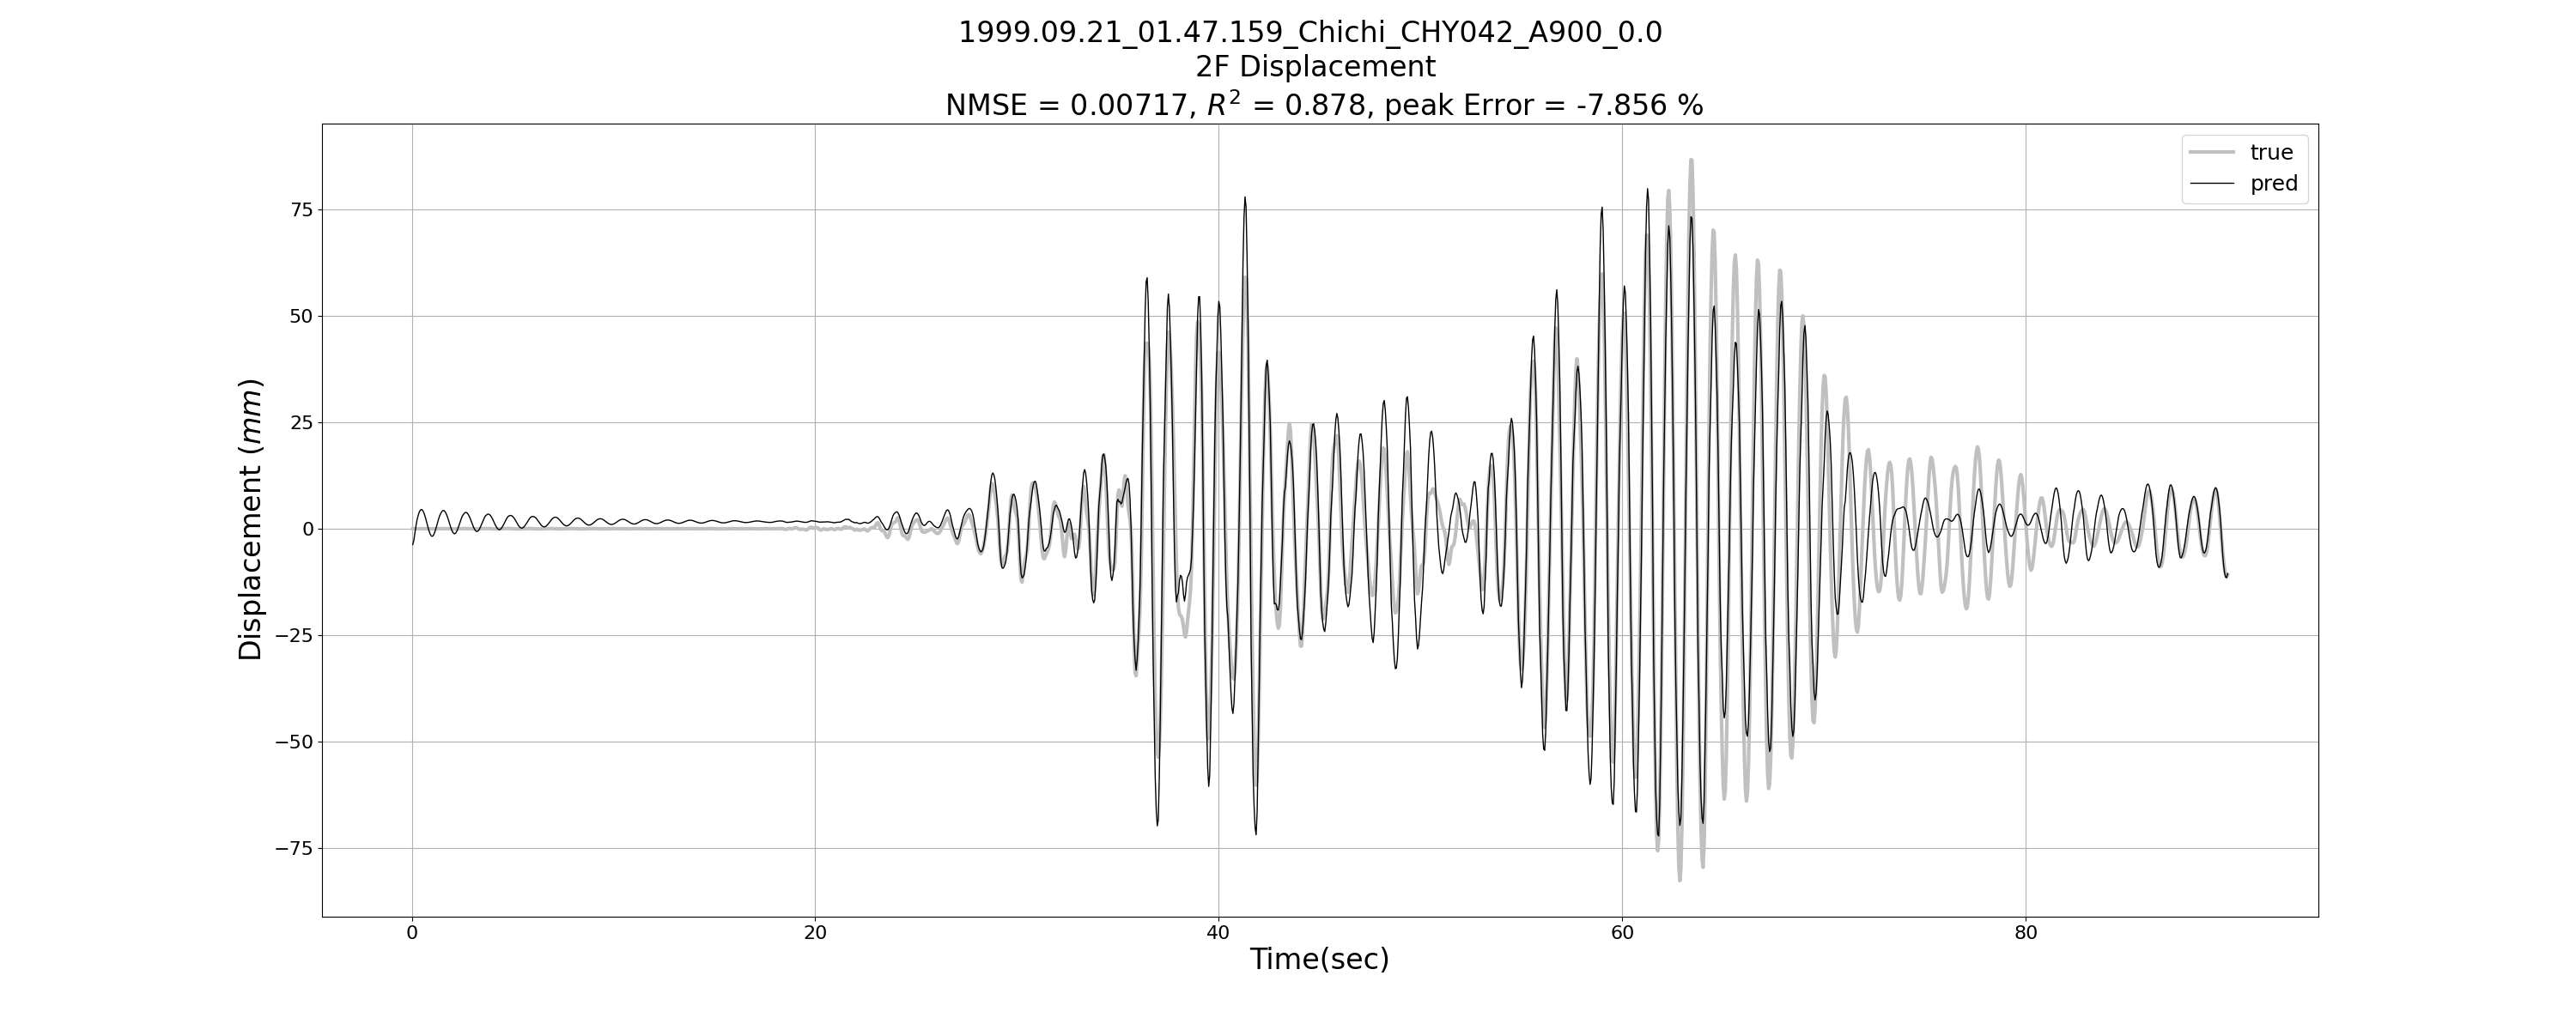 1999.09.21_01.47.159_Chichi_CHY042_A900_0.0
2F Displacement
NMSE = 0.00717, R² = 0.878, peak Error = -7.856 %
true
pred
Displacement (mm)
75
50
25
0
−25
−50
−75
0 20 40 60 80
Time(sec)